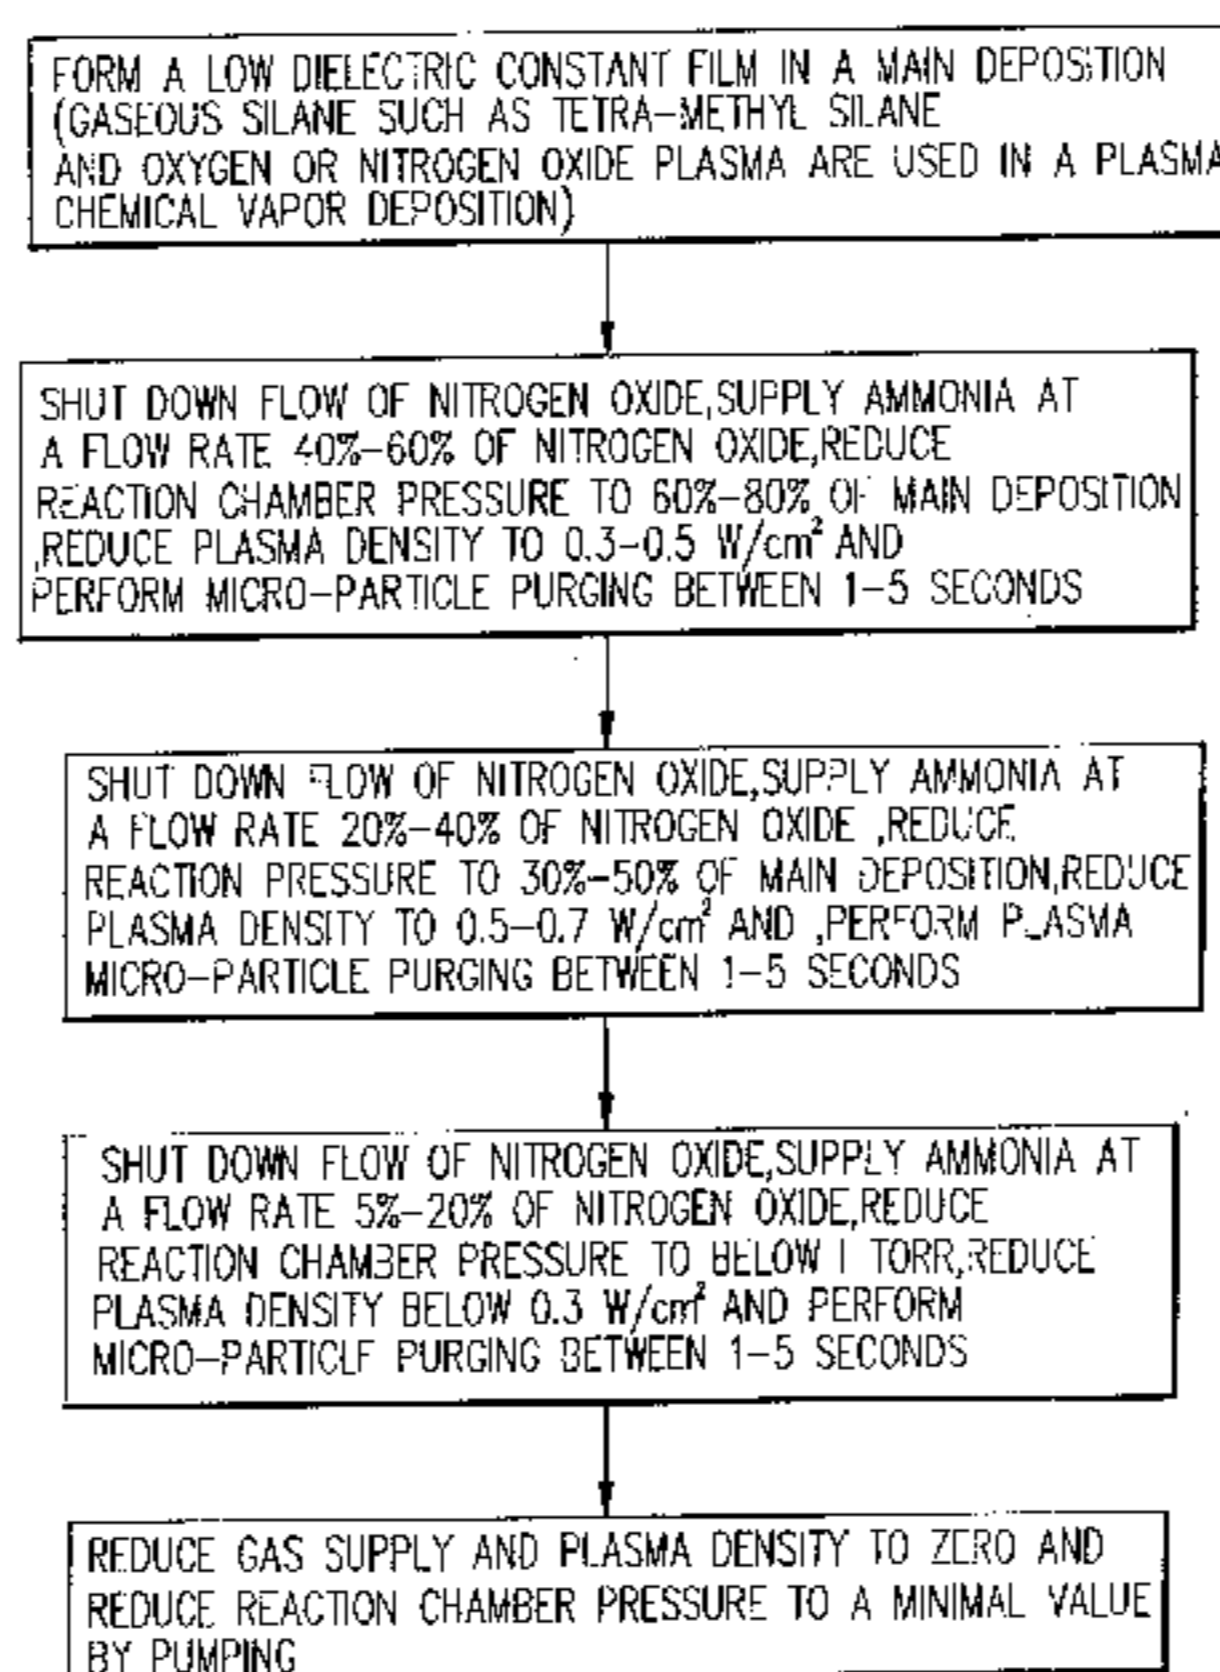 FORM A LOW DIELECTRIC CONSTANT FILM IN A MAIN DEPOSITION
(GASEOUS SILANE SUCH AS TETRA-METHYL SILANE
AND OXYGEN OR NITROGEN OXIDE PLASMA ARE USED IN A PLASMA
CHEMICAL VAPOR DEPOSITION)
SHUT DOWN FLOW OF NITROGEN OXIDE,SUPPLY AMMONIA AT
A FLOW RATE 40%-60% OF NITROGEN OXIDE,REDUCE
REACTION CHAMBER PRESSURE TO 60%-80% OF MAIN DEPOSITION
,REDUCE PLASMA DENSITY TO 0.3-0.5 W/cm² AND
PERFORM MICRO-PARTICLE PURGING BETWEEN 1-5 SECONDS
SHUT DOWN FLOW OF NITROGEN OXIDE,SUPPLY AMMONIA AT
A FLOW RATE 20%-40% OF NITROGEN OXIDE ,REDUCE
REACTION PRESSURE TO 30%-50% OF MAIN DEPOSITION,REDUCE
PLASMA DENSITY TO 0.5-0.7 W/cm² AND ,PERFORM PLASMA
MICRO-PARTICLE PURGING BETWEEN 1-5 SECONDS
SHUT DOWN FLOW OF NITROGEN OXIDE,SUPPLY AMMONIA AT
A FLOW RATE 5%-20% OF NITROGEN OXIDE,REDUCE
REACTION CHAMBER PRESSURE TO BELOW 1 TORR,REDUCE
PLASMA DENSITY BELOW 0.3 W/cm² AND PERFORM
MICRO-PARTICLE PURGING BETWEEN 1-5 SECONDS
REDUCE GAS SUPPLY AND PLASMA DENSITY TO ZERO AND
REDUCE REACTION CHAMBER PRESSURE TO A MINIMAL VALUE
BY PUMPING